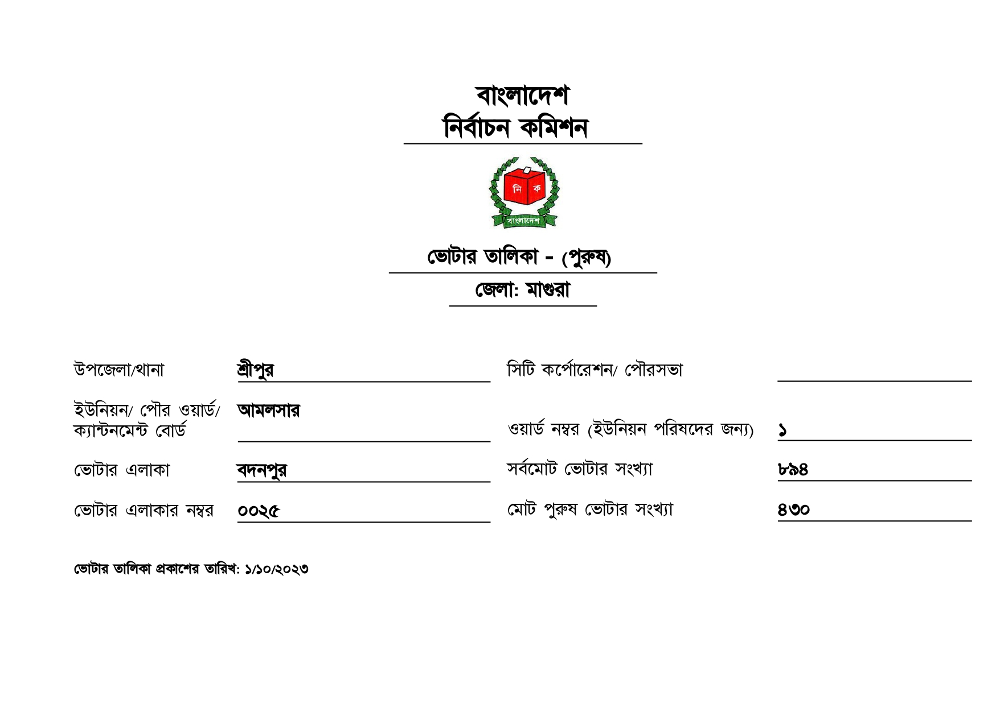 বাংলাদেশ
নির্বাচন কমিশন
নি ক
বাংলাদেশ
ভোটার তালিকা - (পুরুষ)
জেলা: মাগুরা
উপজেলা/থানা শ্রীপুর সিটি কর্পোরেশন/ পৌরসভা
ইউনিয়ন/ পৌর ওয়ার্ড/ আমলসার
ক্যান্টনমেন্ট বোর্ড ওয়ার্ড নম্বর (ইউনিয়ন পরিষদের জন্য) ১
ভোটার এলাকা বদনপুর সর্বমোট ভোটার সংখ্যা ৮৯৪
ভোটার এলাকার নম্বর ০০২৫ মোট পুরুষ ভোটার সংখ্যা ৪৩০
ভোটার তালিকা প্রকাশের তারিখ: ১/১০/২০২৩